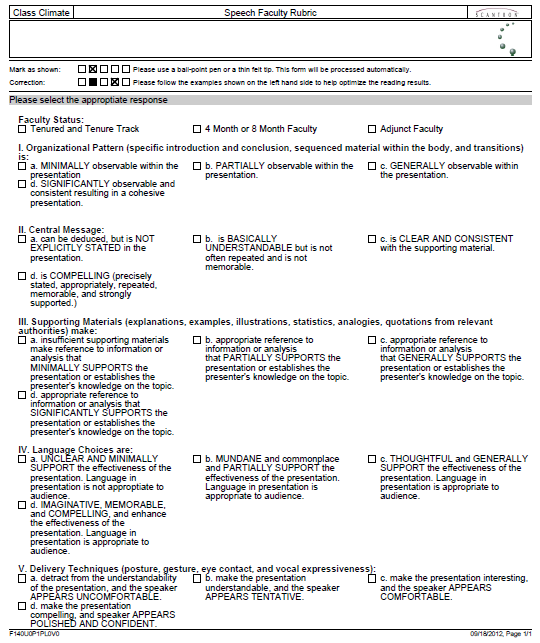 Class Climate
Speech Faculty Rubric
SCANTRON
Mark as shown:
Please use a ball-point pen or a thin felt tip. This form will be processed automatically.
Correction:
Please follow the examples shown on the left hand side to help optimize the reading results.
Please select the appropriate response
Faculty Status:
Tenured and Tenure Track
4 Month or 8 Month Faculty
Adjunct Faculty
I. Organizational Pattern (specific introduction and conclusion, sequenced material within the body, and transitions)
is:
a. MINIMALLY observable within the
presentation
b. PARTIALLY observable within the
presentation.
c. GENERALLY observable within
the presentation.
d. SIGNIFICANTLY observable and
consistent resulting in a cohesive
presentation.
II. Central Message:
a. can be deduced, but is NOT
EXPLICITLY STATED in the
presentation.
b. is BASICALLY
UNDERSTANDABLE but is not
often repeated and is not
memorable.
c. is CLEAR AND CONSISTENT
with the supporting material.
d. is COMPELLING (precisely
stated, appropriately, repeated,
memorable, and strongly
supported.)
III. Supporting Materials (explanations, examples, illustrations, statistics, analogies, quotations from relevant
authorities) make:
a. insufficient supporting materials
make reference to information or
analysis that
MINIMALLY SUPPORTS the
presentation or establishes the
presenter's knowledge on the topic.
b. appropriate reference to
information or analysis
that PARTIALLY SUPPORTS the
presentation or establishes the
presenter's knowledge on the topic.
c. appropriate reference to
information or analysis
that GENERALLY SUPPORTS the
presentation or establishes the
presenter's knowledge on the topic.
d. appropriate reference to
information or analysis that
SIGNIFICANTLY SUPPORTS the
presentation or establishes the
presenter's knowledge on the topic.
IV. Language Choices are:
a. UNCLEAR AND MINIMALLY
SUPPORT the effectiveness of the
presentation. Language in
presentation is not appropriate to
audience.
b. MUNDANE and commonplace
and PARTIALLY SUPPORT the
effectiveness of the presentation.
Language in presentation is
appropriate to audience.
c. THOUGHTFUL and GENERALLY
SUPPORT the effectiveness of the
presentation. Language in
presentation is appropriate to
audience.
d. IMAGINATIVE, MEMORABLE,
and COMPELLING, and enhance
the effectiveness of the
presentation. Language in
presentation is appropriate to
audience.
V. Delivery Techniques (posture, gesture, eye contact, and vocal expressiveness):
a. detract from the understandability
of the presentation, and the speaker
APPEARS UNCOMFORTABLE.
b. make the presentation
understandable, and the speaker
APPEARS TENTATIVE.
c. make the presentation interesting,
and the speaker APPEARS
COMFORTABLE.
d. make the presentation
compelling, and speaker APPEARS
POLISHED AND CONFIDENT.
F140U0P1PL0V0
09/18/2012, Page 1/1